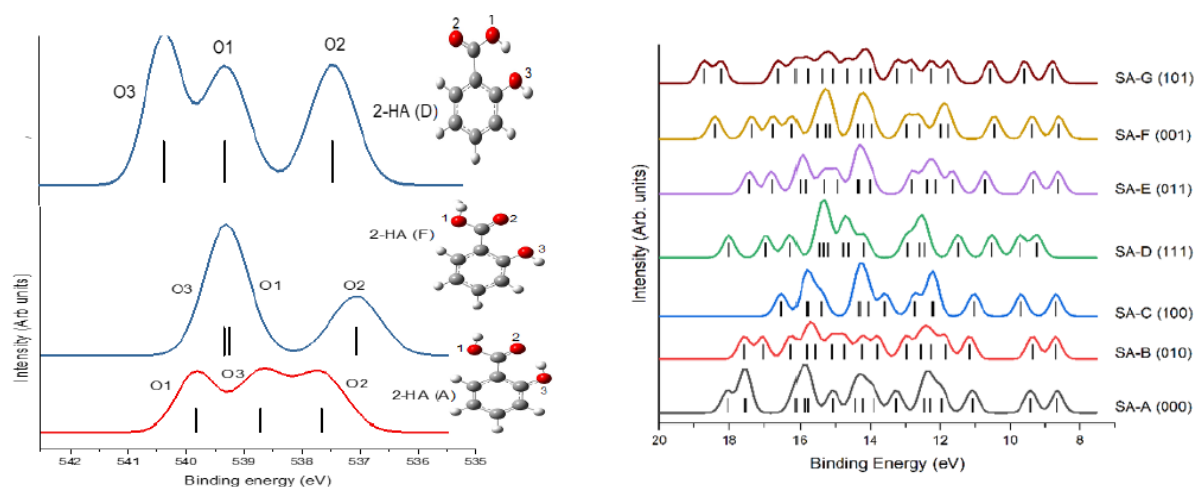 O3
O1
O2
2
1
3
2-HA (D)
1
2
3
2-HA (F)
O3
O1
O2
1
2
3
2-HA (A)
O1
O3
O2
Intensity (Arb units)
542
541
540
539
538
537
536
535
Binding energy (eV)
SA-G (101)
SA-F (001)
SA-E (011)
SA-D (111)
SA-C (100)
SA-B (010)
SA-A (000)
Intensity (Arb. units)
20
18
16
14
12
10
8
Binding Energy (eV)